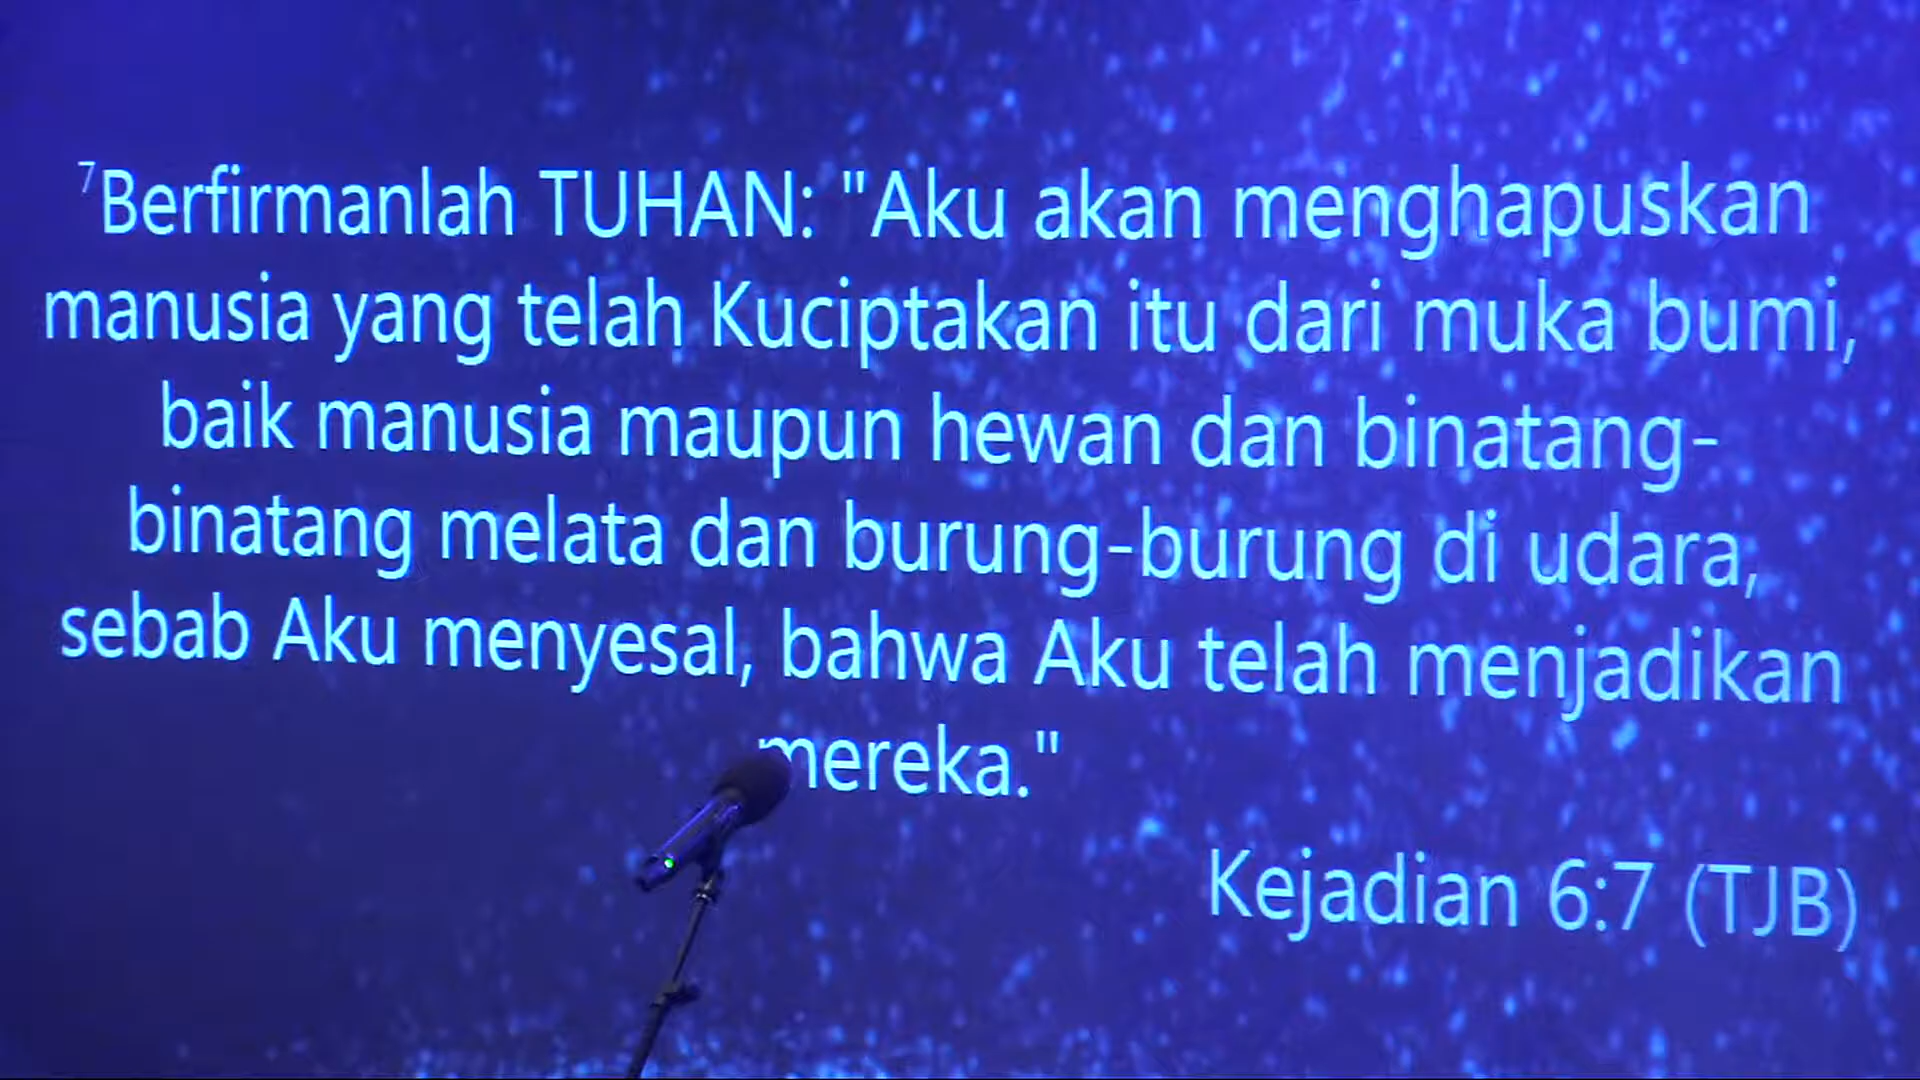 7Berfirmanlah TUHAN: "Aku akan menghapuskan
manusia yang telah Kuciptakan itu dari muka bumi,
baik manusia maupun hewan dan binatang-
binatang melata dan burung-burung di udara,
sebab Aku menyesal, bahwa Aku telah menjadikan
mereka."
Kejadian 6:7 (TJB)